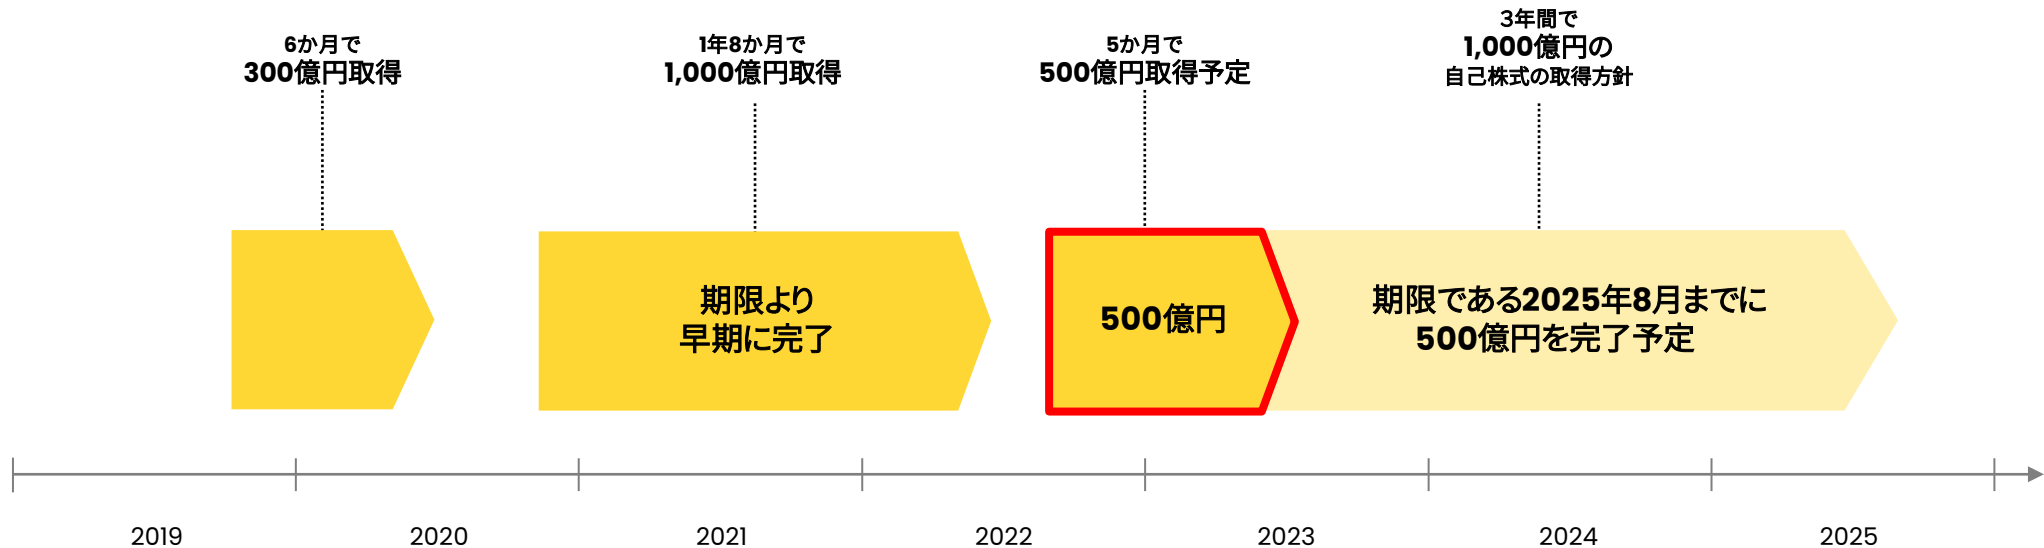 6か月で
300億円取得
1年8か月で
1,000億円取得
5か月で
500億円取得予定
3年間で
1,000億円の
自己株式の取得方針
期限より
早期に完了
500億円
期限である2025年8月までに
500億円を完了予定
2019
2020
2021
2022
2023
2024
2025